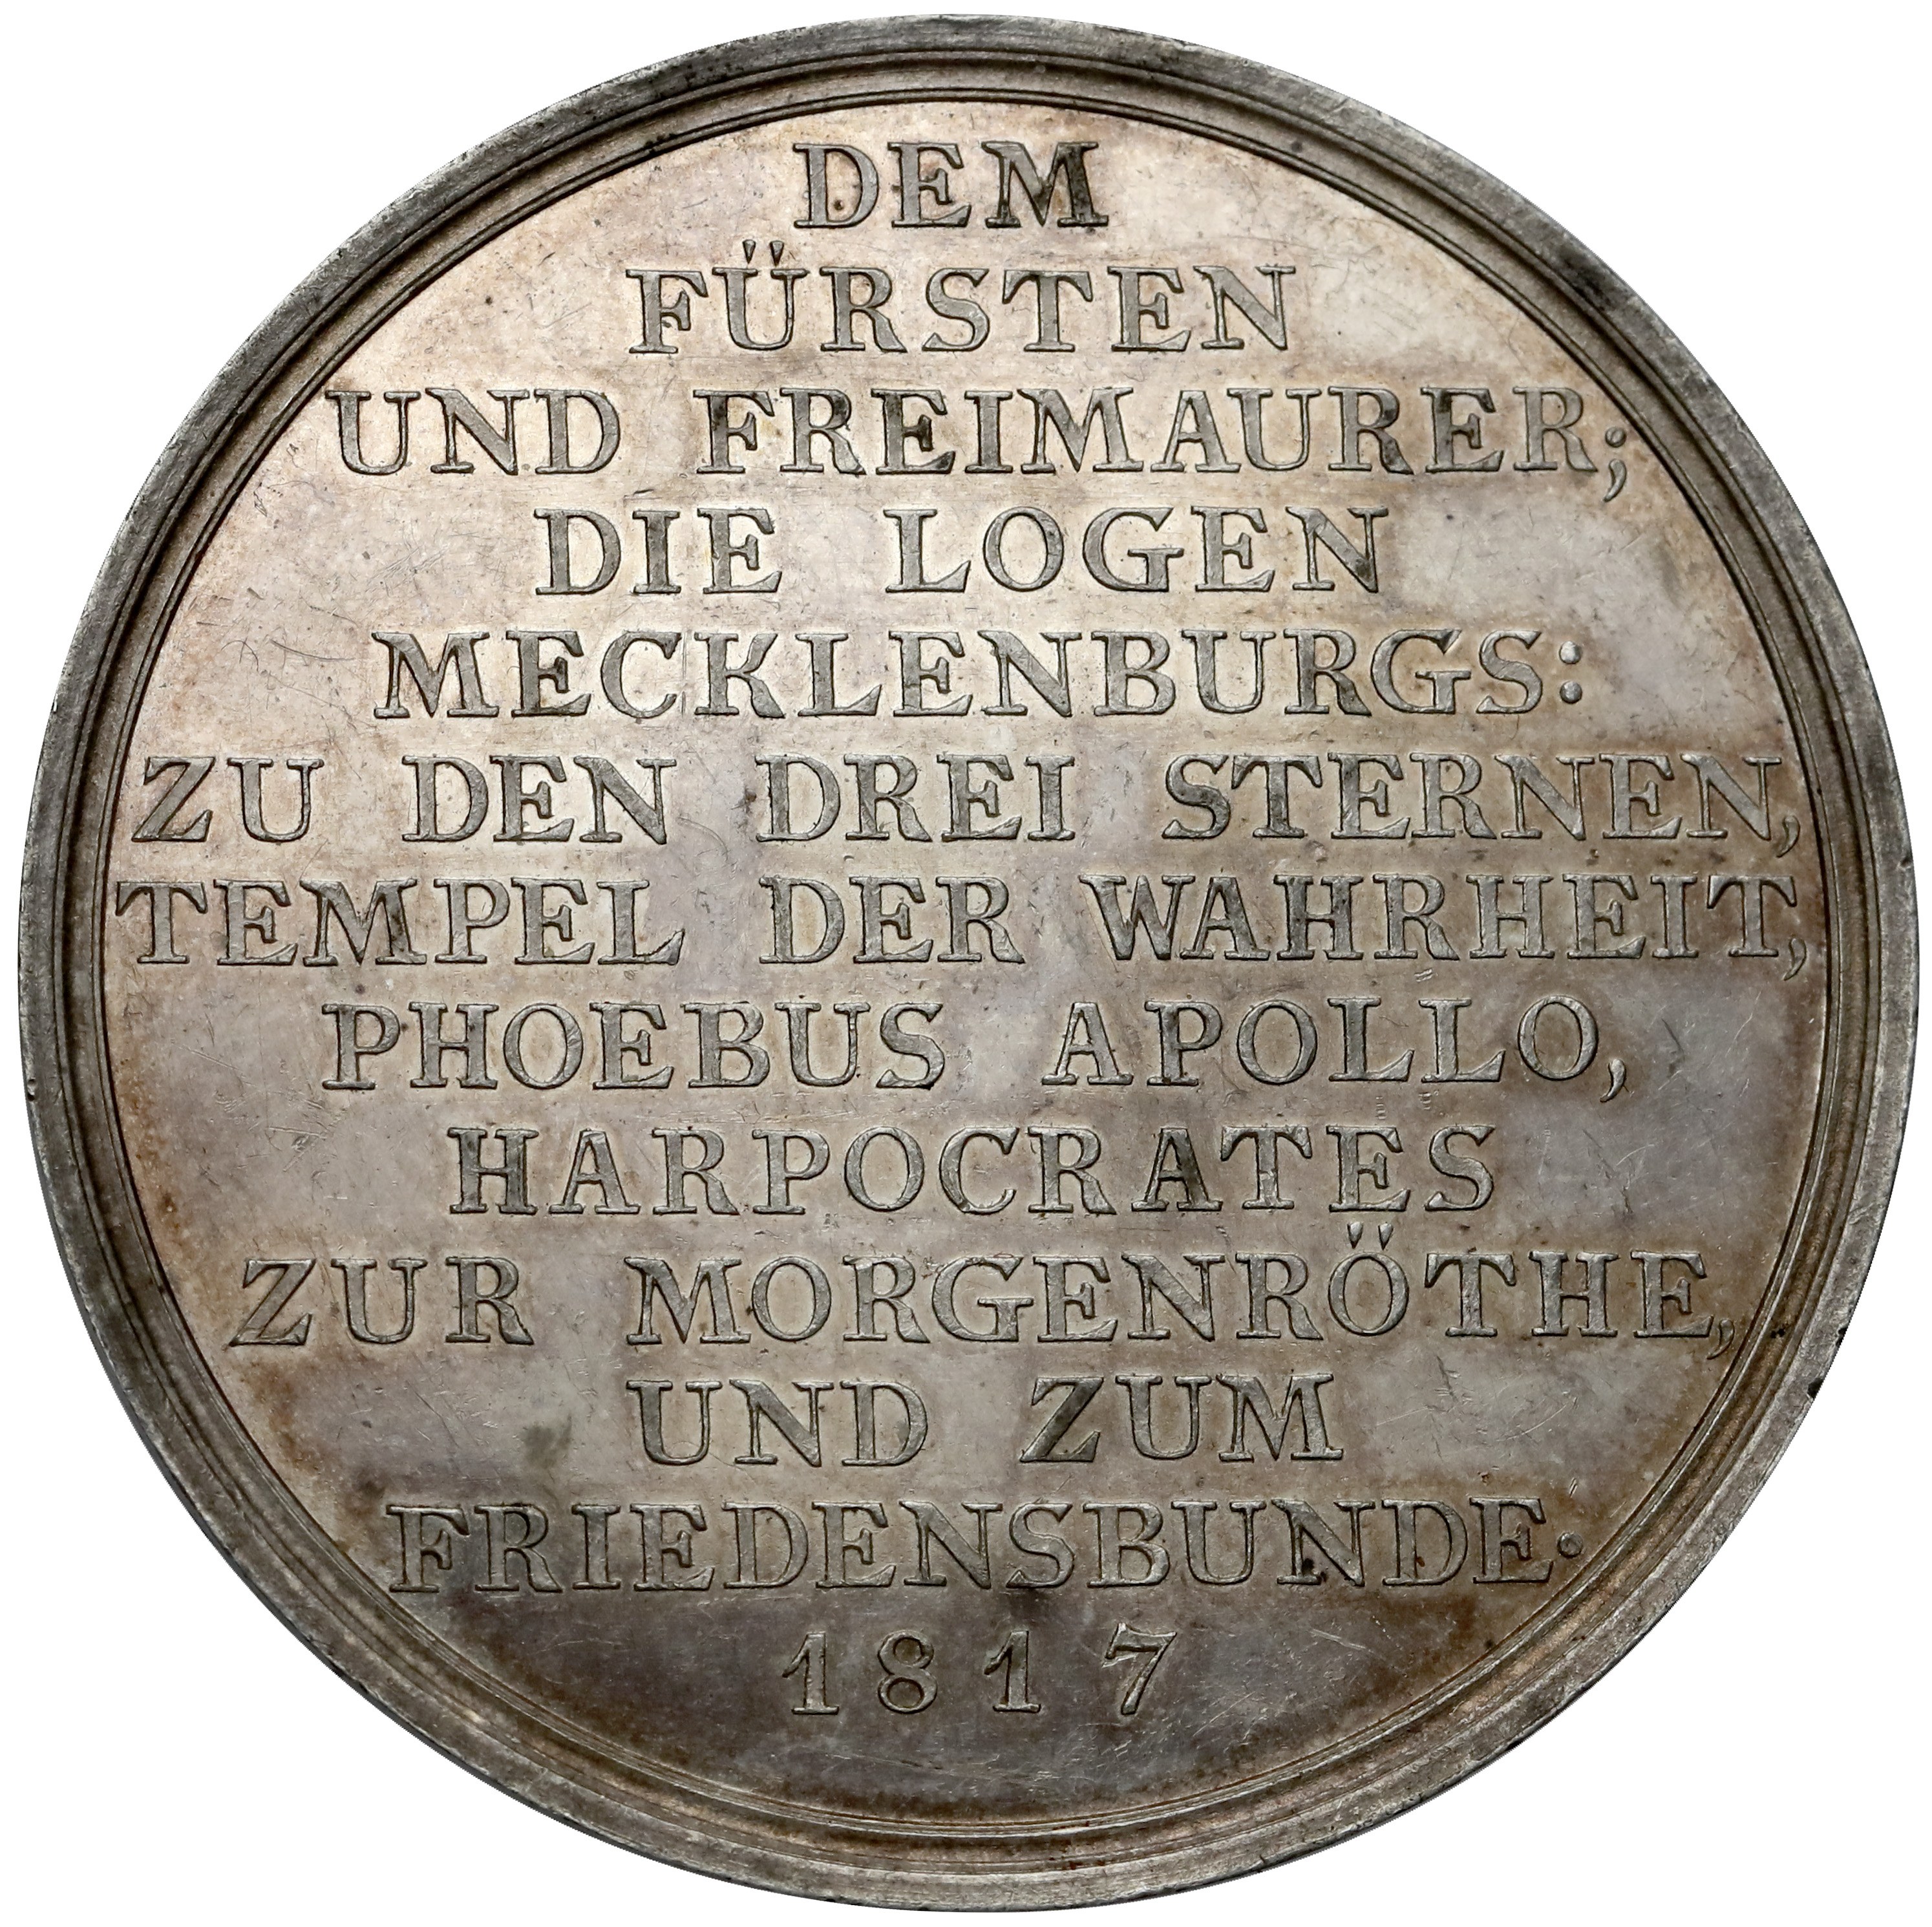 DEM
FÜRSTEN
UND FREIMAURER;
DIE LOGEN
MECKLENBURGS:
ZU DEN DREI STERNEN,
TEMPEL DER WAHRHEIT,
PHOEBUS APOLLO,
HARPOCRATES
ZUR MORGENRÖTHE,
UND ZUM
FRIEDENSBUNDE.
1817